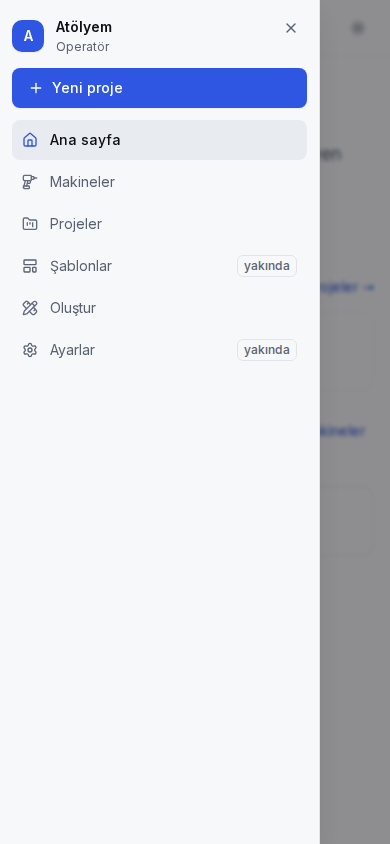 A
Atölyem
Operatör
Yeni proje
Ana sayfa
Makineler
Projeler
Şablonlar
yakında
Oluştur
Ayarlar
yakında